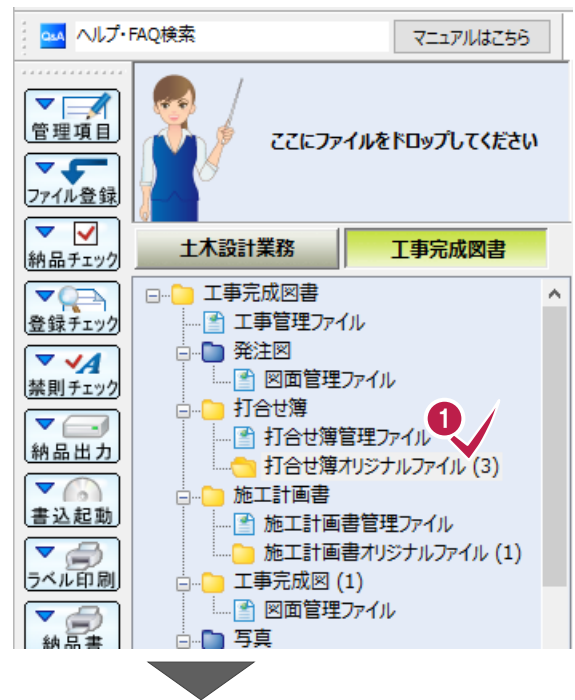 Q&A ヘルプ・FAQ検索 マニュアルはこちら
管理項目
ファイル登録
納品チェック
登録チェック
禁則チェック
納品出力
書込起動
ラベル印刷
納品書
ここにファイルをドロップしてください
土木設計業務 工事完成図書
工事完成図書
工事管理ファイル
発注図
図面管理ファイル
打合せ簿
1
打合せ簿管理ファイル
打合せ簿オリジナルファイル (3)
施工計画書
施工計画書管理ファイル
施工計画書オリジナルファイル (1)
工事完成図 (1)
図面管理ファイル
写真